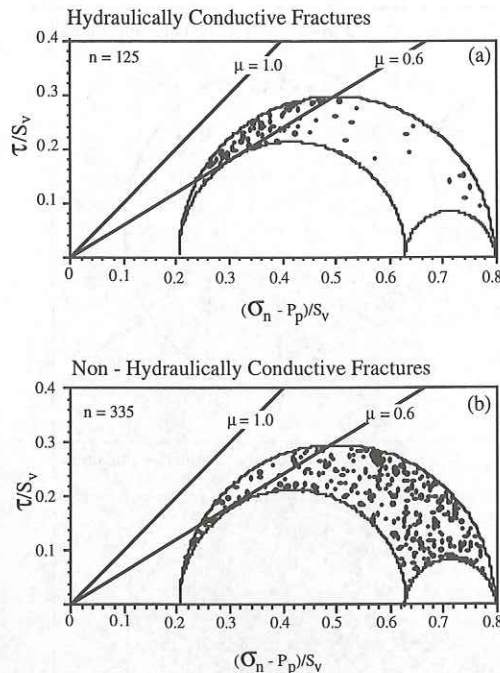 Hydraulically Conductive Fractures
(a)
n = 125
μ = 1.0
μ = 0.6
τ/Sv
0.4
0.3
0.2
0.1
0 0.1 0.2 0.3 0.4 0.5 0.6 0.7 0.8
(σn - Pp)/Sv
Non - Hydraulically Conductive Fractures
(b)
n = 335
μ = 1.0
μ = 0.6
τ/Sv
0.4
0.3
0.2
0.1
0 0.1 0.2 0.3 0.4 0.5 0.6 0.7 0.8
(σn - Pp)/Sv